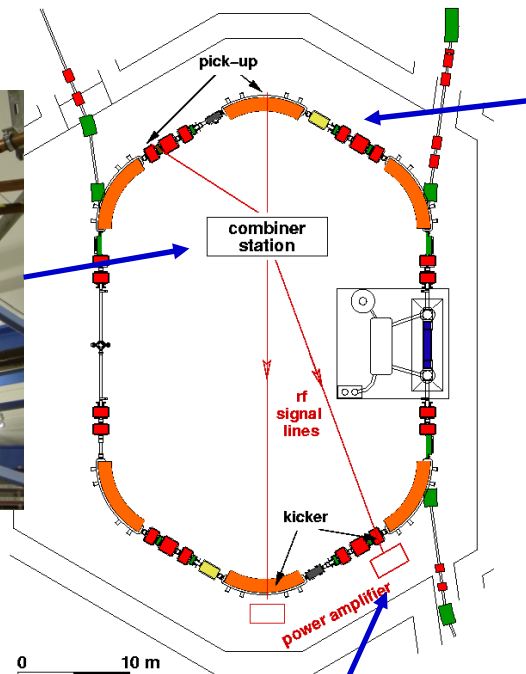 pick-up
combiner
station
rf
signal
lines
kicker
power amplifier
0 10 m